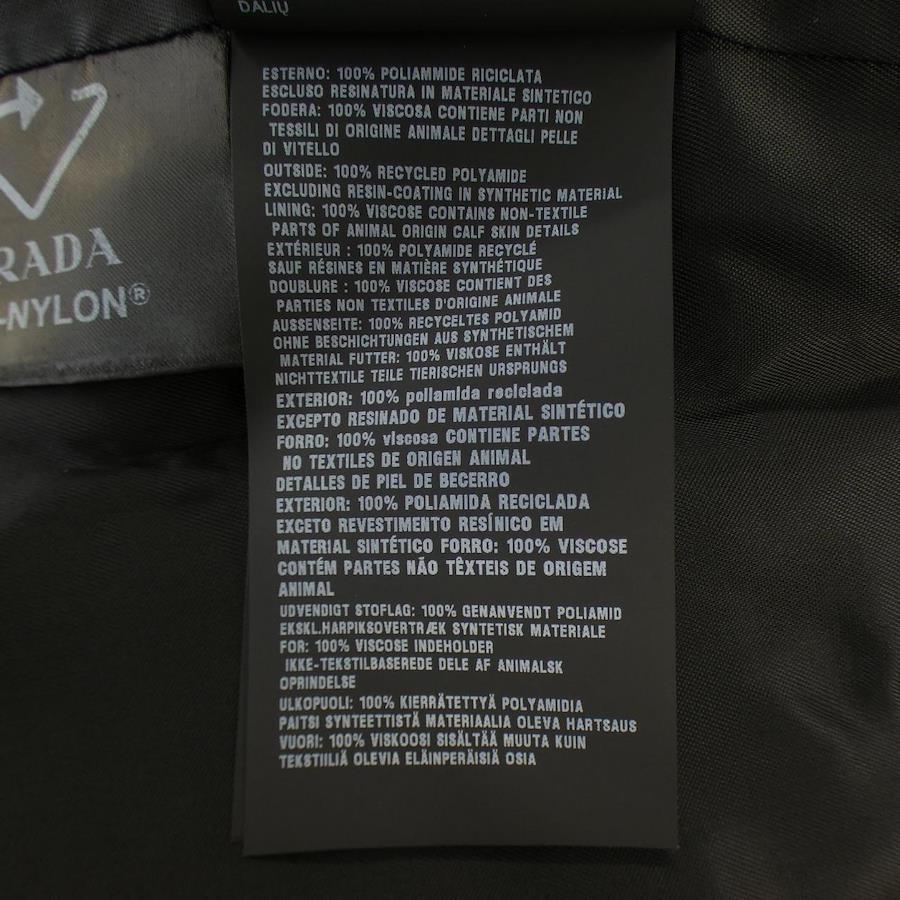 DALIŲ
RADA
-NYLON®
ESTERNO: 100% POLIAMMIDE RICICLATA
ESCLUSO RESINATURA IN MATERIALE SINTETICO
FODERA: 100% VISCOSA CONTIENE PARTI NON
TESSILI DI ORIGINE ANIMALE DETTAGLI PELLE
DI VITELLO
OUTSIDE: 100% RECYCLED POLYAMIDE
EXCLUDING RESIN-COATING IN SYNTHETIC MATERIAL
LINING: 100% VISCOSE CONTAINS NON-TEXTILE
PARTS OF ANIMAL ORIGIN CALF SKIN DETAILS
EXTÉRIEUR : 100% POLYAMIDE RECYCLÉ
SAUF RÉSINES EN MATIÈRE SYNTHÉTIQUE
DOUBLURE : 100% VISCOSE CONTIENT DES
PARTIES NON TEXTILES D'ORIGINE ANIMALE
AUSSENSEITE: 100% RECYCELTES POLYAMID
OHNE BESCHICHTUNGEN AUS SYNTHETISCHEM
MATERIAL FUTTER: 100% VISKOSE ENTHÄLT
NICHTTEXTILE TEILE TIERISCHEN URSPRUNGS
EXTERIOR: 100% poliamida reciclada
EXCEPTO RESINADO DE MATERIAL SINTÉTICO
FORRO: 100% viscosa CONTIENE PARTES
NO TEXTILES DE ORIGEN ANIMAL
DETALLES DE PIEL DE BECERRO
EXTERIOR: 100% POLIAMIDA RECICLADA
EXCETO REVESTIMENTO RESÍNICO EM
MATERIAL SINTÉTICO FORRO: 100% VISCOSE
CONTÉM PARTES NÃO TÊXTEIS DE ORIGEM
ANIMAL
UDVENDIGT STOFLAG: 100% GENANVENDT POLIAMID
EKSKL.HARPIKSOVERTRÆK SYNTETISK MATERIALE
FOR: 100% VISCOSE INDEHOLDER
IKKE-TEKSTILBASEREDE DELE AF ANIMALSK
OPRINDELSE
ULKOPUOLI: 100% KIERRÄTETTYÄ POLYAMIDIA
PAITSI SYNTEETTISTÄ MATERIAALIA OLEVA HARTSAUS
VUORI: 100% VISKOOSI SISÄLTÄÄ MUUTA KUIN
TEKSTIILIÄ OLEVIA ELÄINPERÄISIÄ OSIA